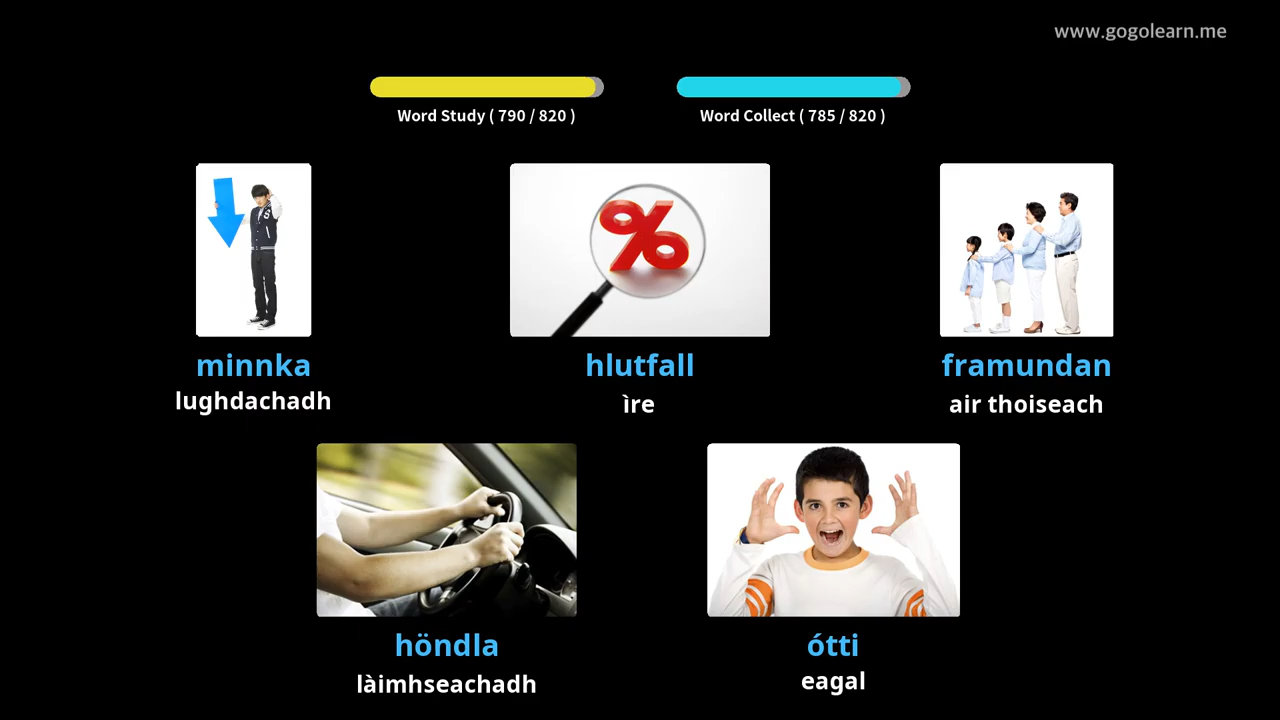 www.gogolearn.me
Word Study ( 790 / 820 )
Word Collect ( 785 / 820 )
S
%
minnka
lughdachadh
hlutfall
ìre
framundan
air thoiseach
höndla
làimhseachadh
ótti
eagal